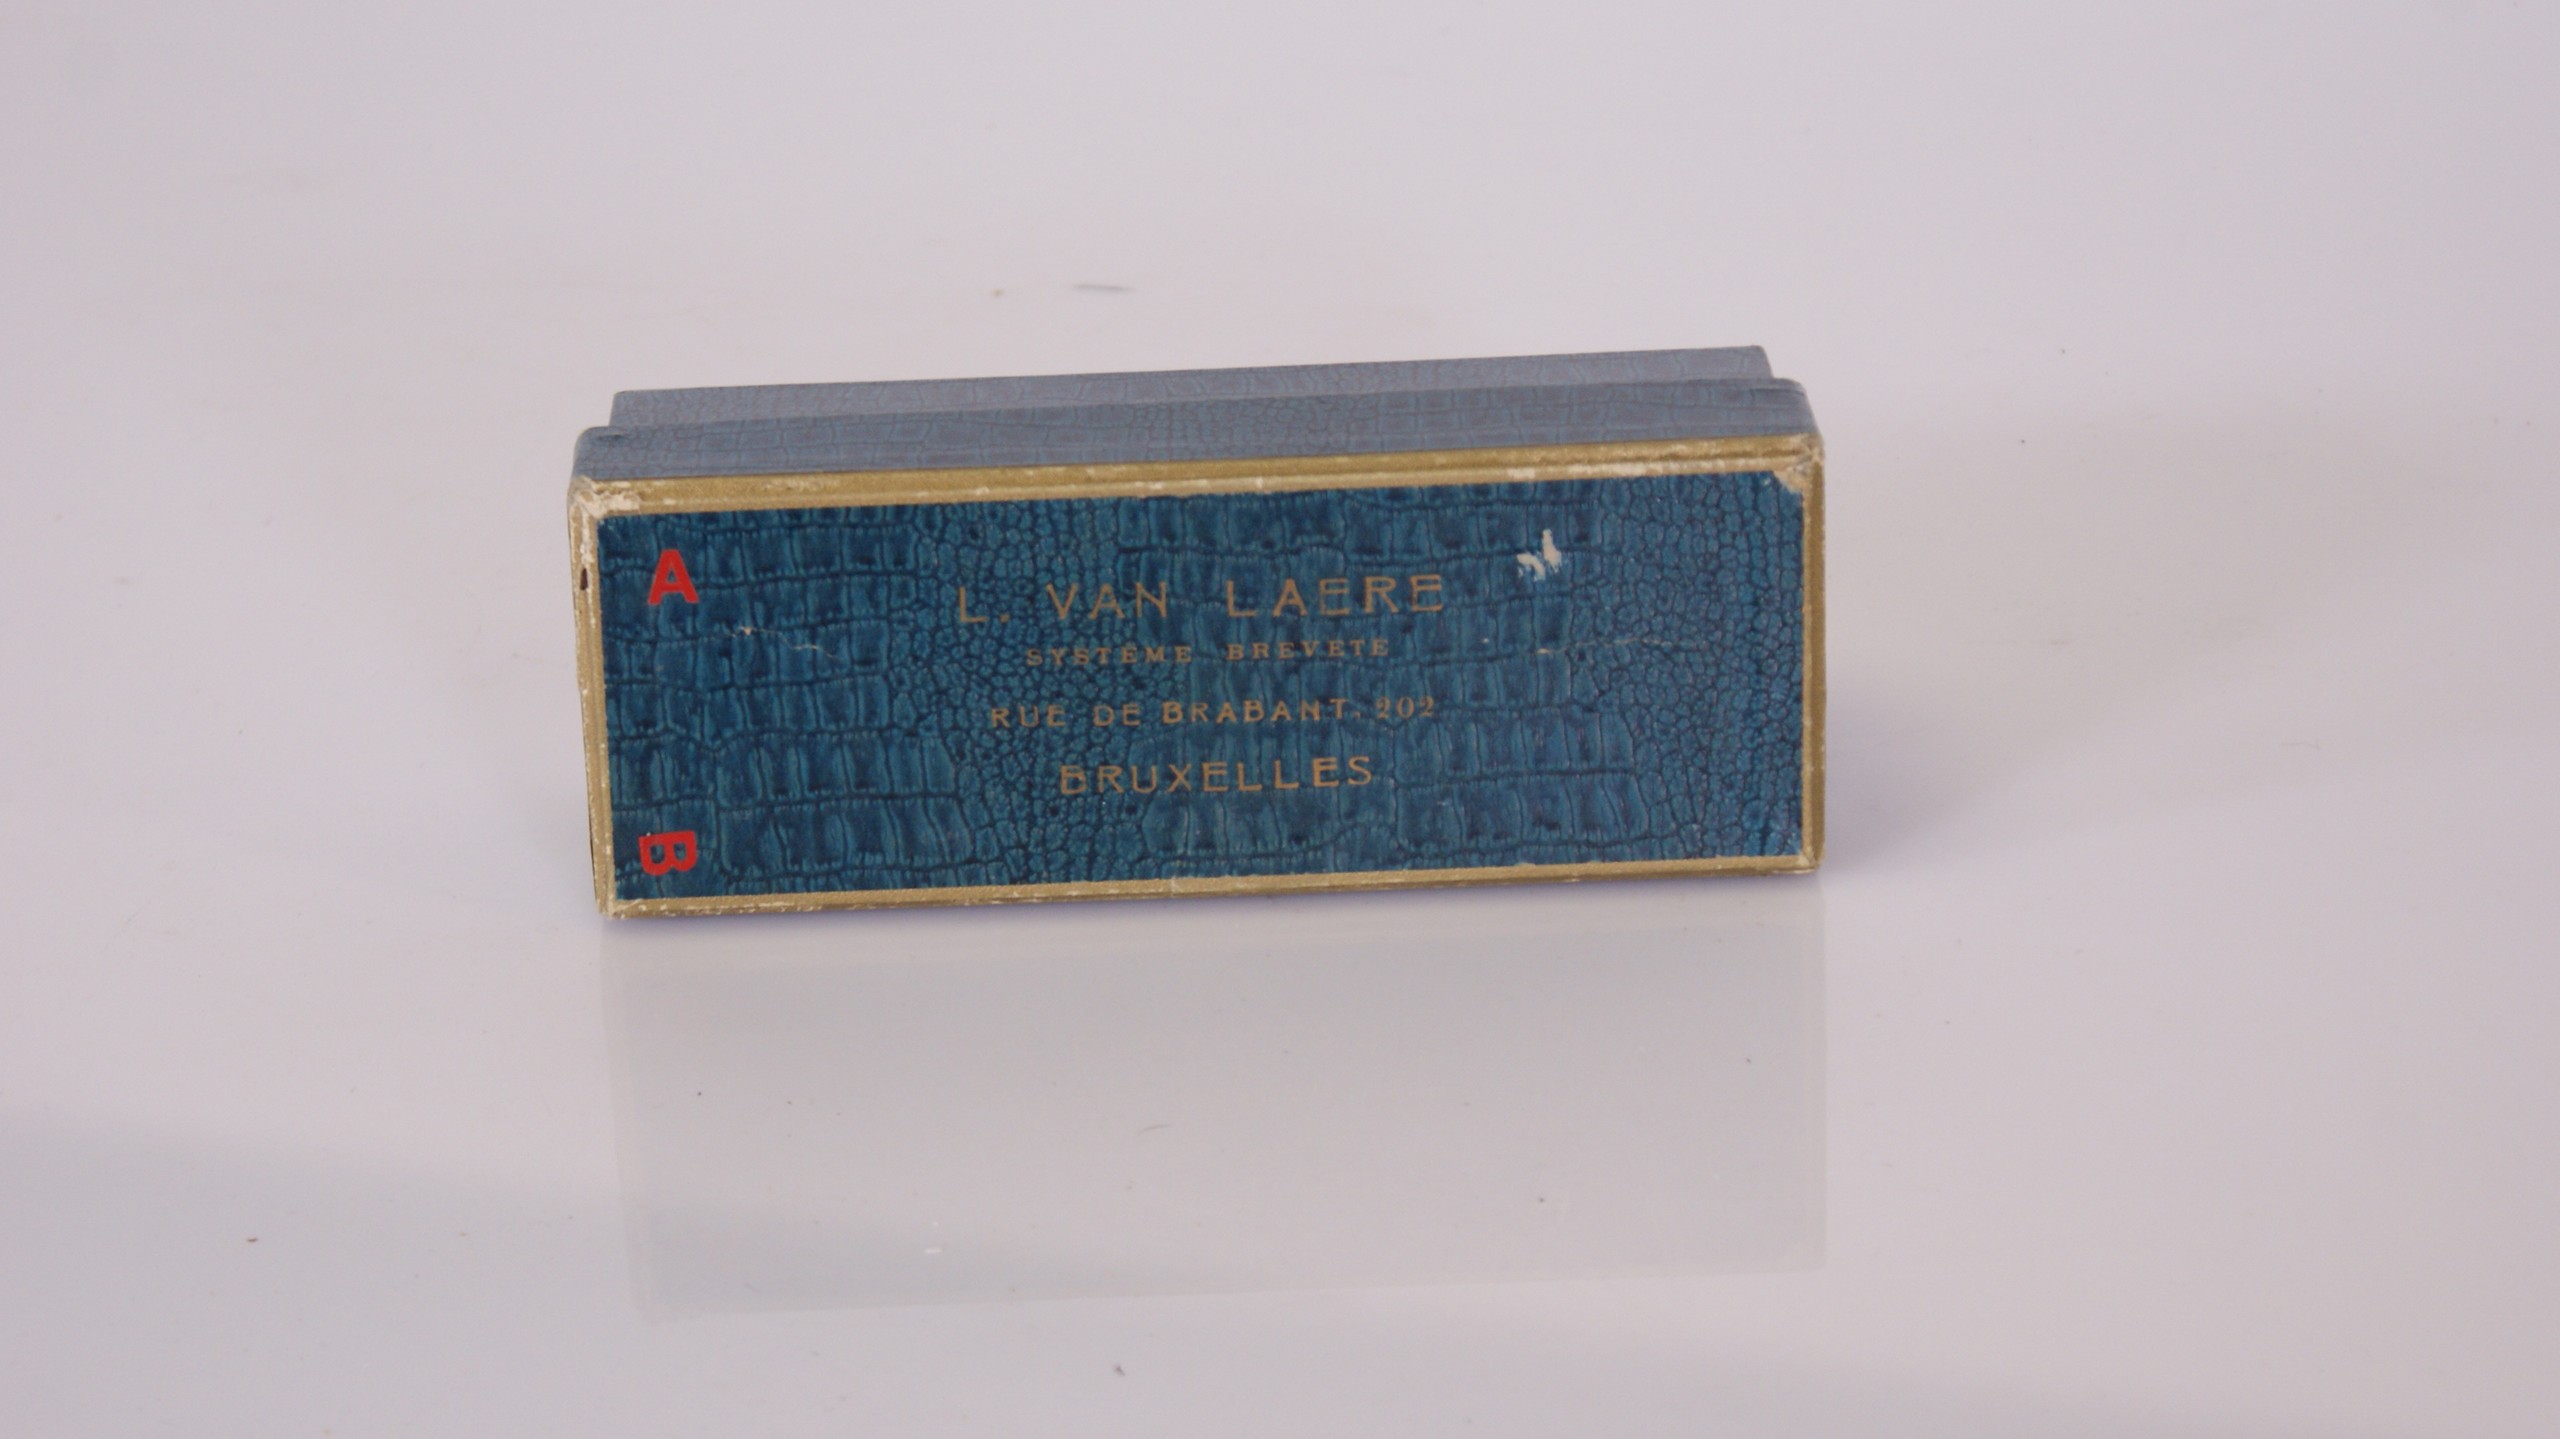 A
L. VAN LAERE
SYSTÈME BREVETÉ
RUE DE BRABANT, 202
BRUXELLES
B